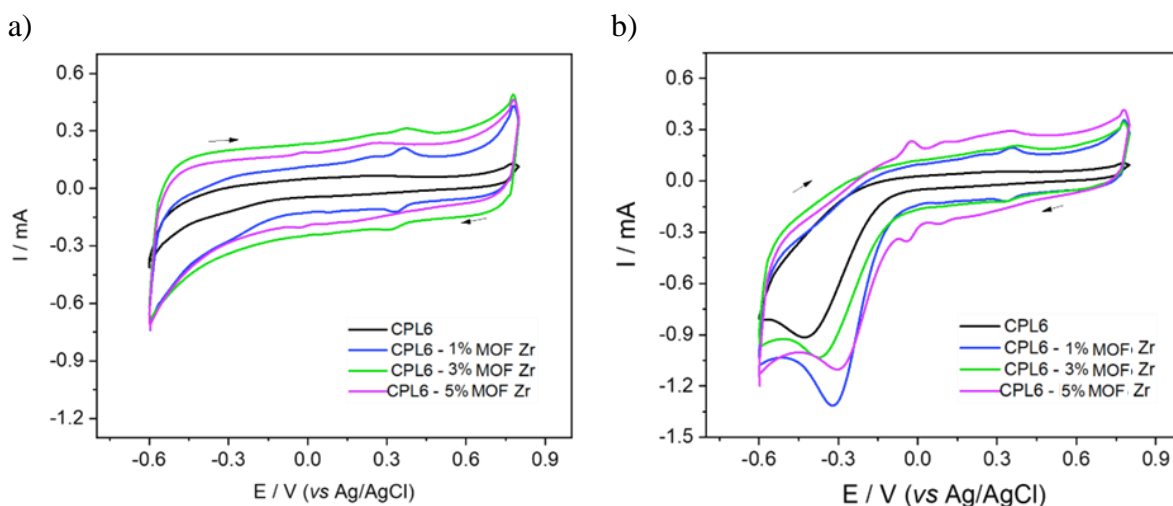 a)
b)
0.6
0.3
0.0
-0.3
-0.6
-0.9
-1.2
I / mA
-0.6 -0.3 0.0 0.3 0.6 0.9
E / V (vs Ag/AgCl)
CPL6
CPL6 - 1% MOF Zr
CPL6 - 3% MOF Zr
CPL6 - 5% MOF Zr
0.6
0.3
0.0
-0.3
-0.6
-0.9
-1.2
-1.5
I / mA
-0.6 -0.3 0.0 0.3 0.6 0.9
E / V (vs Ag/AgCl)
CPL6
CPL6 - 1% MOF Zr
CPL6 - 3% MOF Zr
CPL6 - 5% MOF Zr